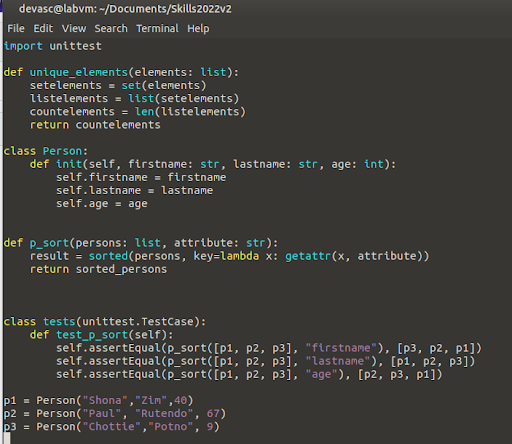 devasc@labvm: ~/Documents/Skills2022v2
File Edit View Search Terminal Help
import unittest
def unique_elements(elements: list):
    setelements = set(elements)
    listelements = list(setelements)
    countelements = len(listelements)
    return countelements
class Person:
    def init(self, firstname: str, lastname: str, age: int):
        self.firstname = firstname
        self.lastname = lastname
        self.age = age
def p_sort(persons: list, attribute: str):
    result = sorted(persons, key=lambda x: getattr(x, attribute))
    return sorted_persons
class tests(unittest.TestCase):
    def test_p_sort(self):
        self.assertEqual(p_sort([p1, p2, p3], "firstname"), [p3, p2, p1])
        self.assertEqual(p_sort([p1, p2, p3], "lastname"), [p1, p2, p3])
        self.assertEqual(p_sort([p1, p2, p3], "age"), [p2, p3, p1])
p1 = Person("Shona","Zim",40)
p2 = Person("Paul", "Rutendo", 67)
p3 = Person("Chottie","Potno", 9)